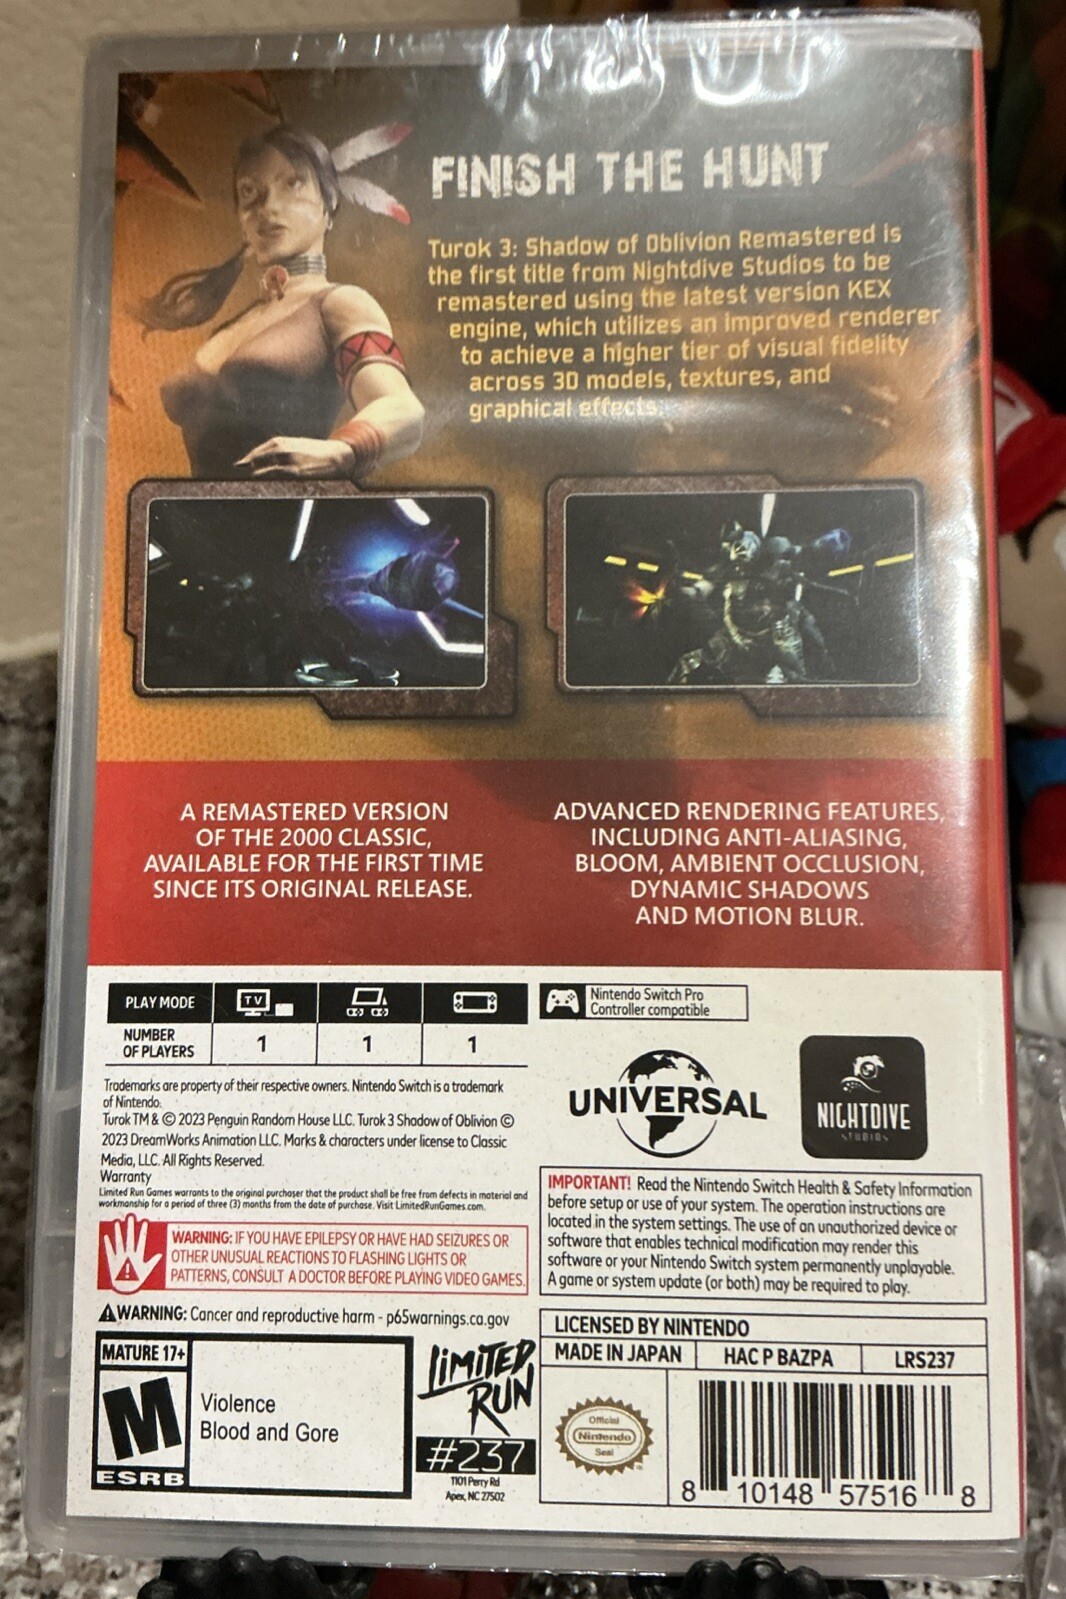 FINISH THE HUNT
Turok 3: Shadow of Oblivion Remastered is
the first title from Nightdive Studios to be
remastered using the latest version KEX
engine, which utilizes an improved renderer
to achieve a higher tier of visual fidelity
across 3D models, textures, and
graphical effects.
A REMASTERED VERSION
OF THE 2000 CLASSIC,
AVAILABLE FOR THE FIRST TIME
SINCE ITS ORIGINAL RELEASE.
ADVANCED RENDERING FEATURES,
INCLUDING ANTI-ALIASING,
BLOOM, AMBIENT OCCLUSION,
DYNAMIC SHADOWS
AND MOTION BLUR.
PLAY MODE
TV
NUMBER
OF PLAYERS
1 1 1
Nintendo Switch Pro
Controller compatible
Trademarks are property of their respective owners. Nintendo Switch is a trademark
of Nintendo.
Turok TM & © 2023 Penguin Random House LLC. Turok 3 Shadow of Oblivion ©
2023 DreamWorks Animation LLC. Marks & characters under license to Classic
Media, LLC. All Rights Reserved.
Warranty
Limited Run Games warrants to the original purchaser that the product shall be free from defects in material and
workmanship for a period of three (3) months from the date of purchase. Visit LimitedRunGames.com.
WARNING: IF YOU HAVE EPILEPSY OR HAVE HAD SEIZURES OR
OTHER UNUSUAL REACTIONS TO FLASHING LIGHTS OR
PATTERNS, CONSULT A DOCTOR BEFORE PLAYING VIDEO GAMES.
WARNING: Cancer and reproductive harm - p65warnings.ca.gov
MATURE 17+
M
ESRB
Violence
Blood and Gore
LIMITED
RUN
#237
1101 Perry Rd
Apex, NC 27502
UNIVERSAL
NIGHTDIVE
STUDIOS
IMPORTANT! Read the Nintendo Switch Health & Safety Information
before setup or use of your system. The operation instructions are
located in the system settings. The use of an unauthorized device or
software that enables technical modification may render this
software or your Nintendo Switch system permanently unplayable.
A game or system update (or both) may be required to play.
LICENSED BY NINTENDO
MADE IN JAPAN HAC P BAZPA LRS237
Official
Nintendo
Seal
8 10148 57516 8